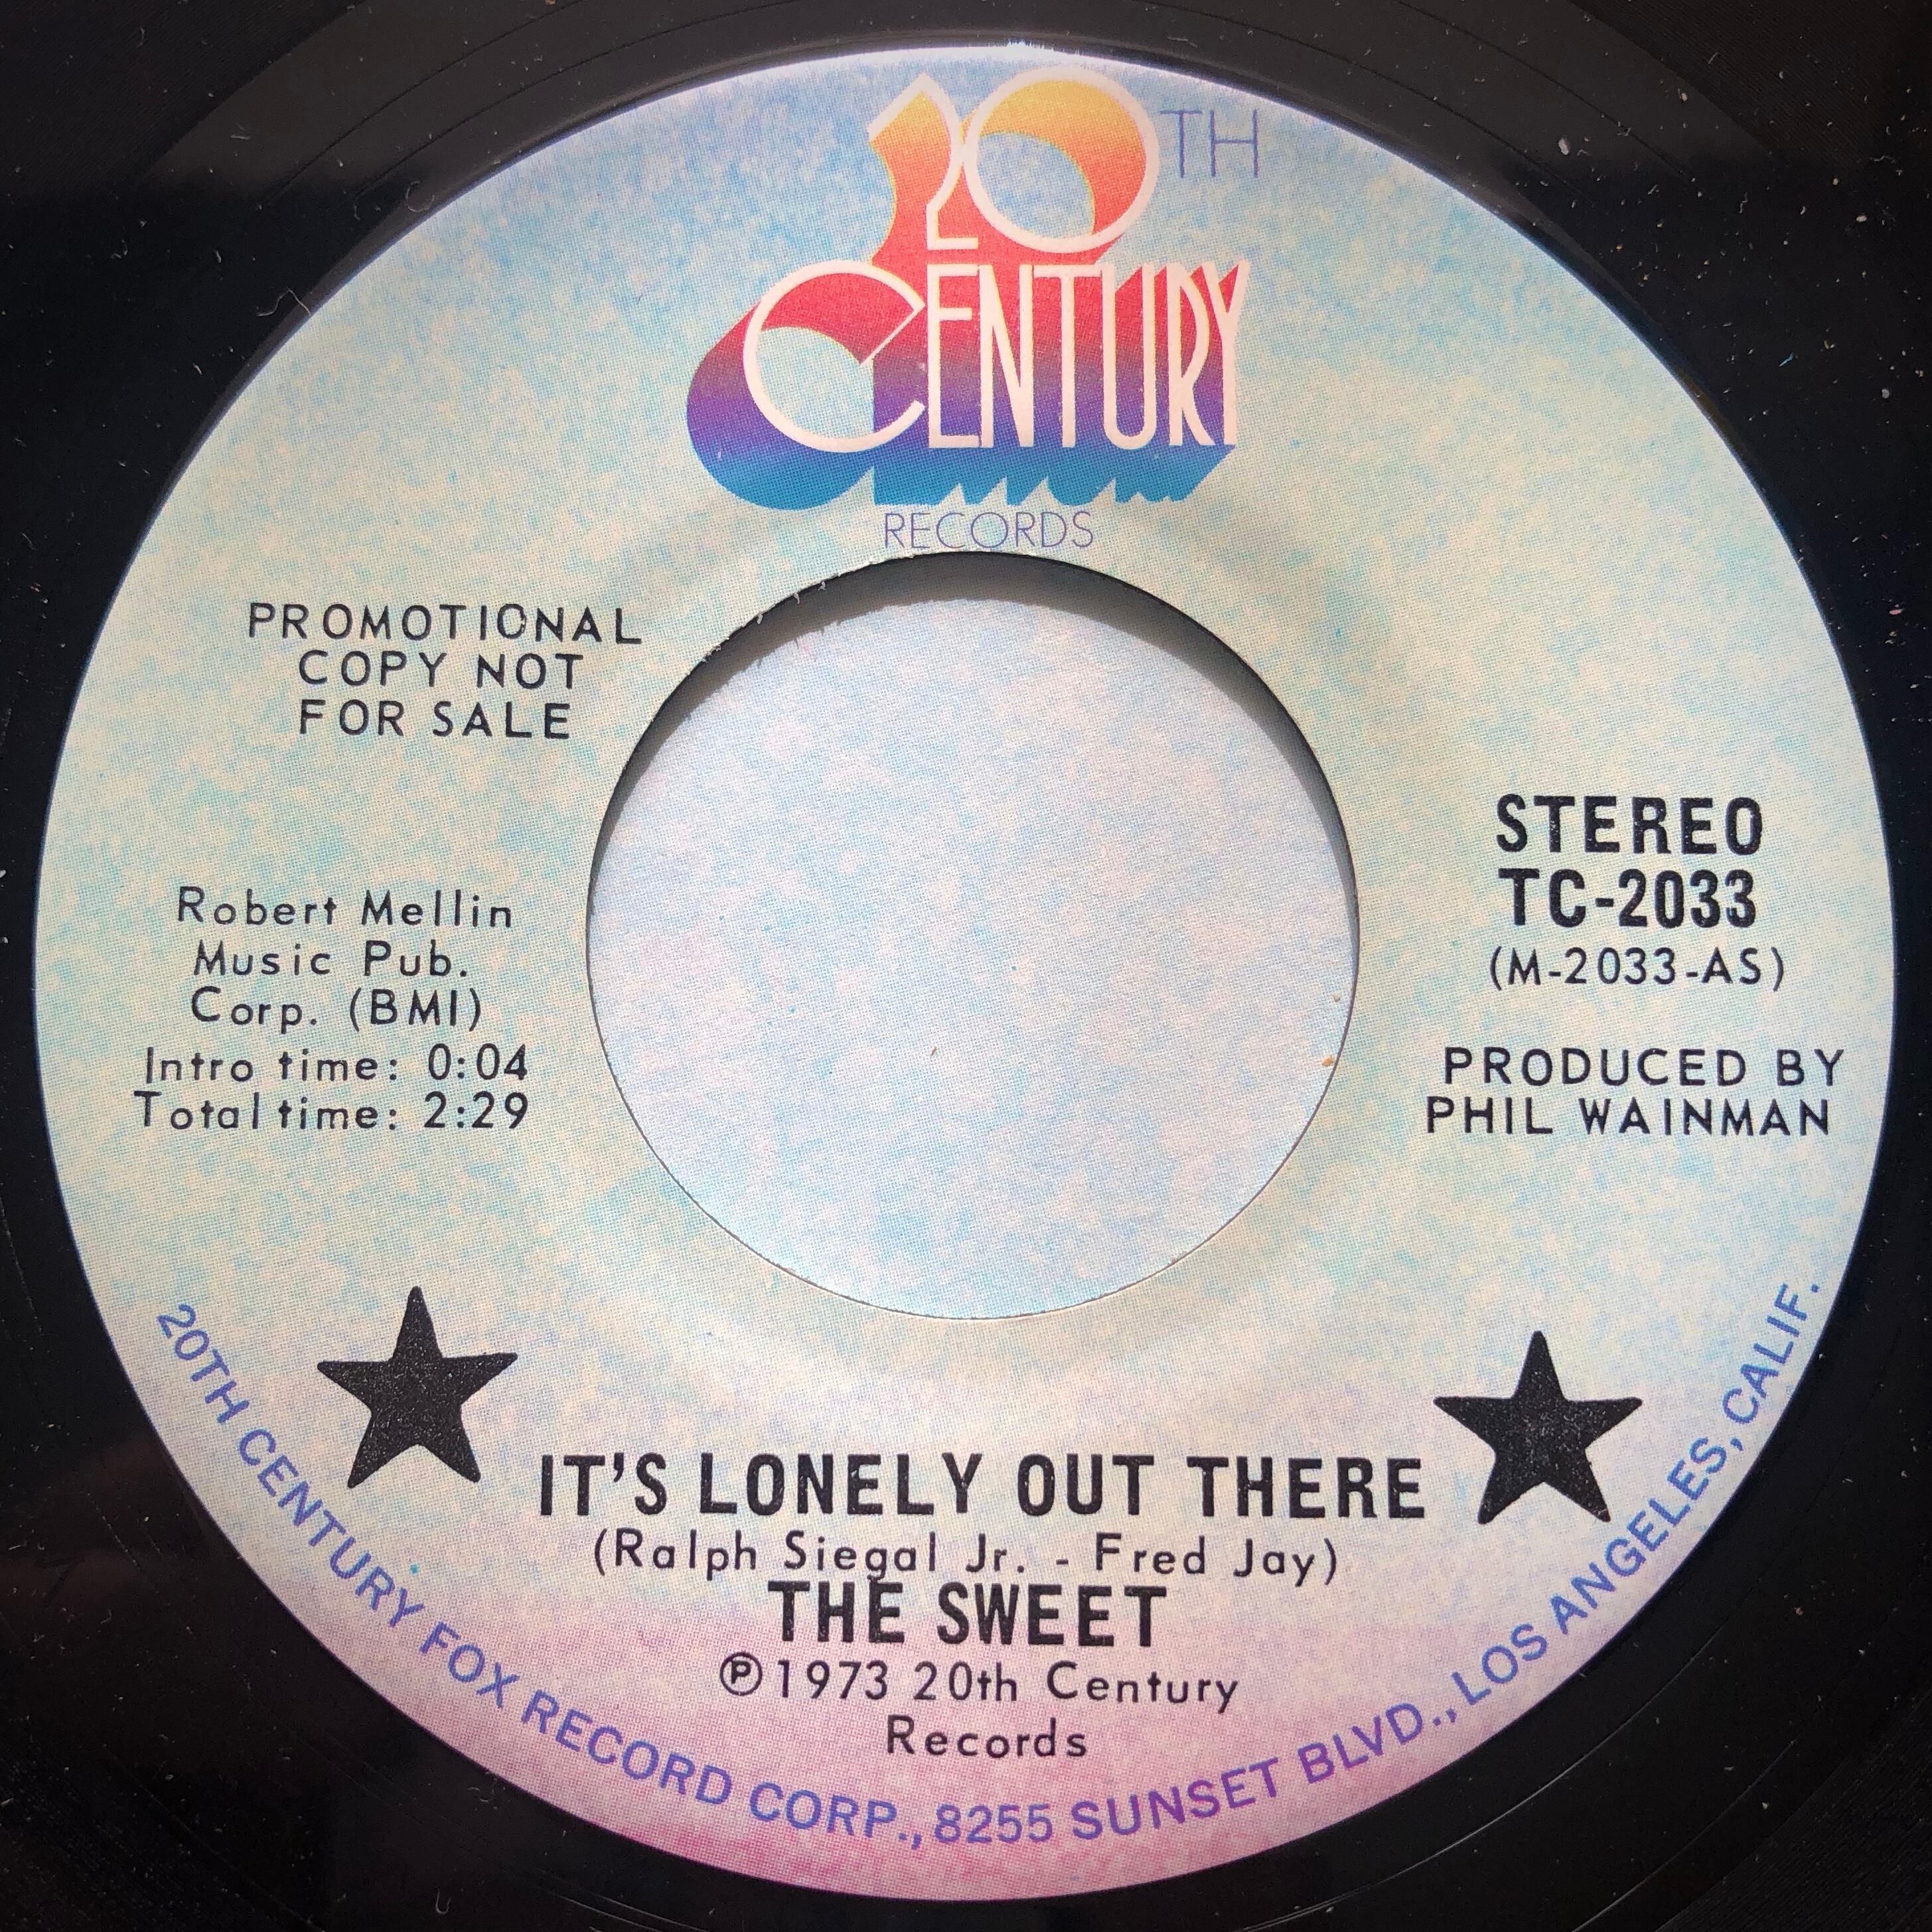 20TH
CENTURY
RECORDS
PROMOTIONAL
COPY NOT
FOR SALE
Robert Mellin
Music Pub.
Corp. (BMI)
Intro time: 0:04
Total time: 2:29
STEREO
TC-2033
(M-2033-AS)
PRODUCED BY
PHIL WAINMAN
IT'S LONELY OUT THERE
(Ralph Siegal Jr. - Fred Jay)
THE SWEET
℗1973 20th Century
Records
20TH CENTURY FOX RECORD CORP., 8255 SUNSET BLVD., LOS ANGELES, CALIF.